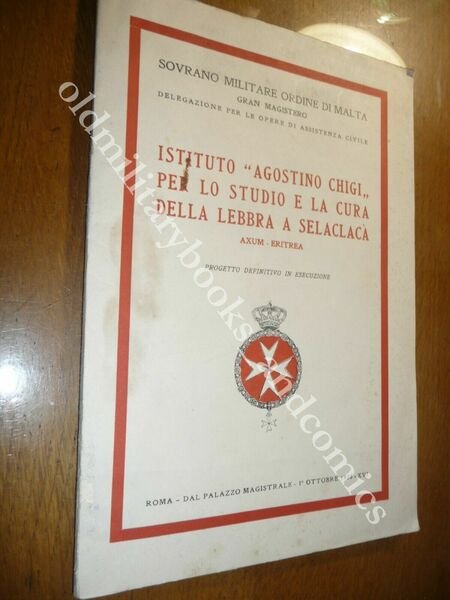 SOVRANO MILITARE ORDINE DI MALTA
GRAN MAGISTERO
DELEGAZIONE PER LE OPERE DI ASSISTENZA CIVILE
ISTITUTO "AGOSTINO CHIGI„
PER LO STUDIO E LA CURA
DELLA LEBBRA A SELACLACÀ
AXUM - ERITREA
PROGETTO DEFINITIVO IN ESECUZIONE
ROMA - DAL PALAZZO MAGISTRALE - 1° OTTOBRE
oldmilitarybooksandcomics